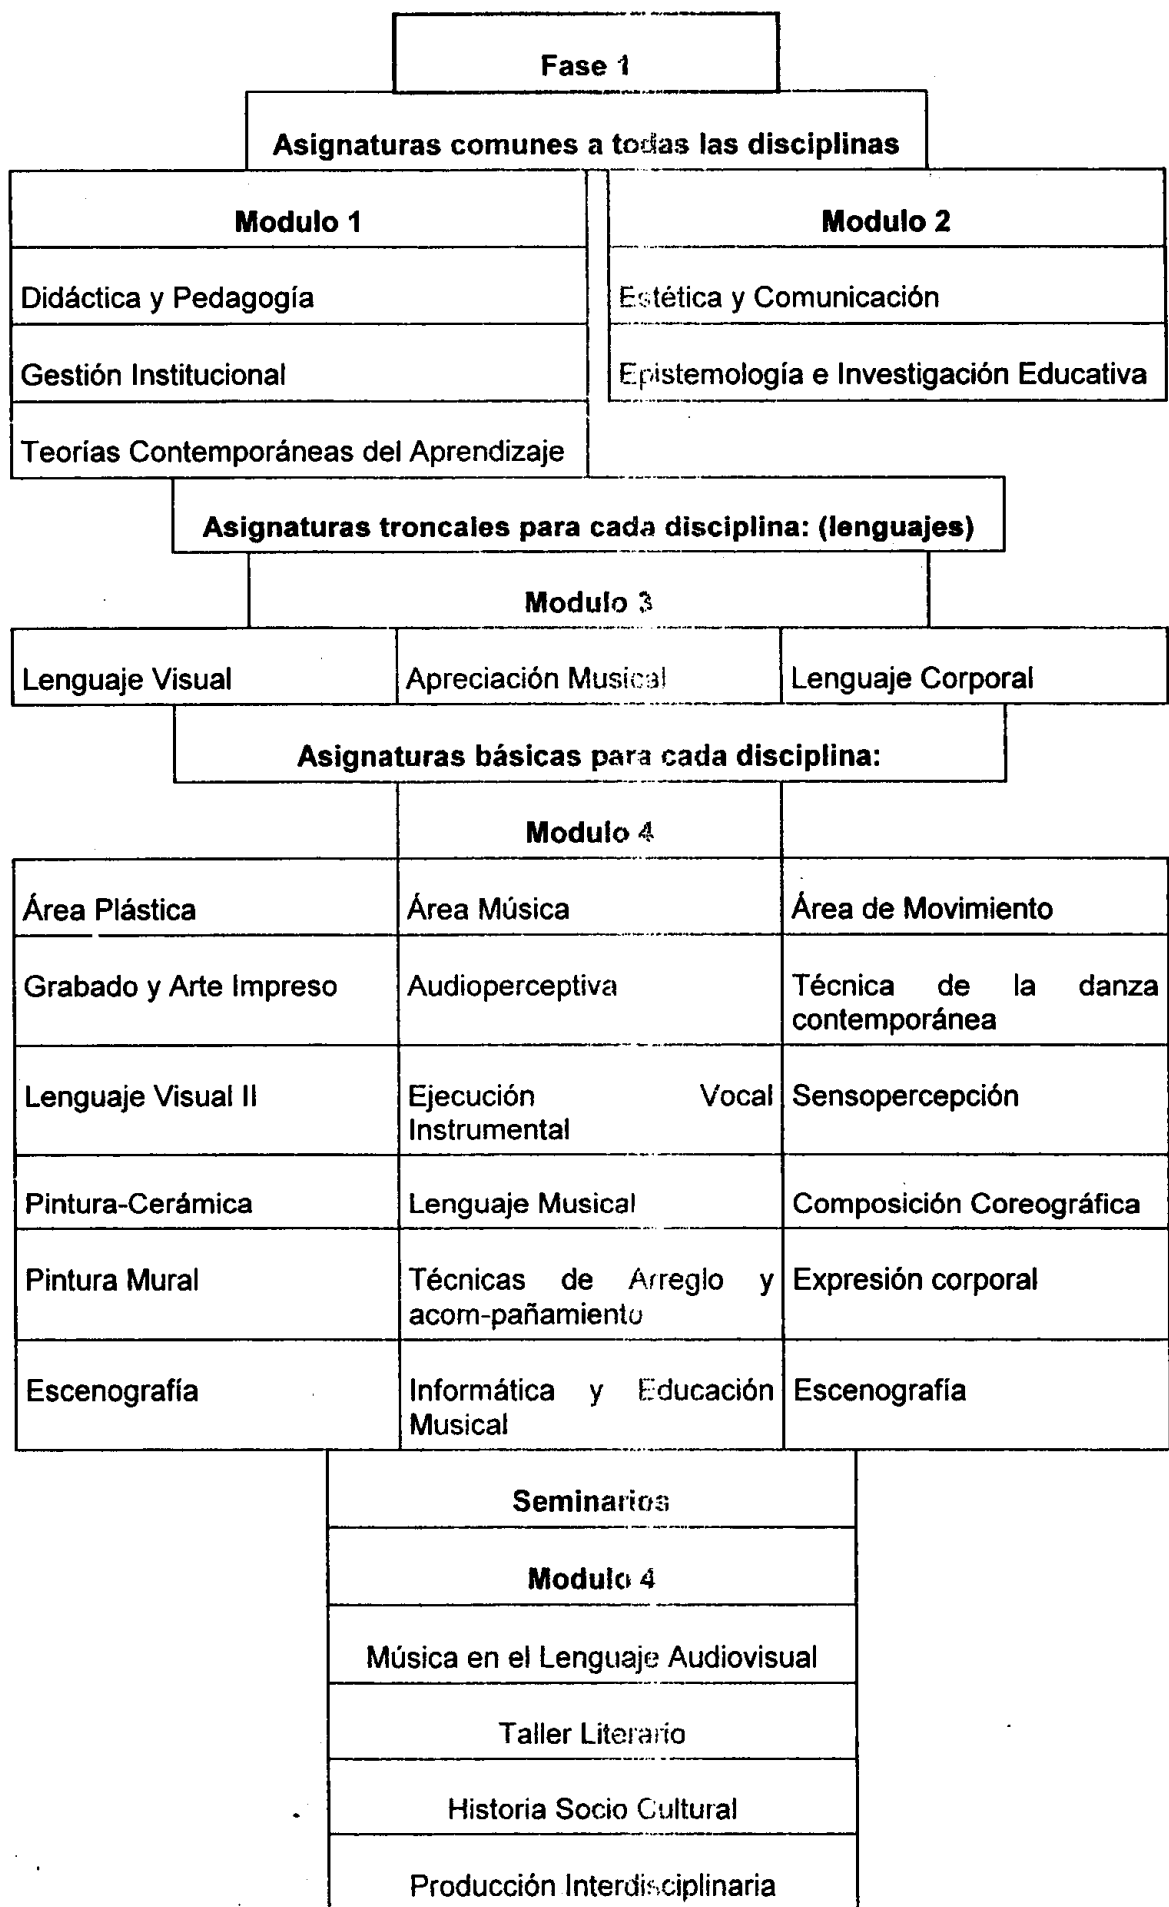 Fase 1
Asignaturas comunes a todas las disciplinas
Modulo 1
Modulo 2
Didáctica y Pedagogía
Estética y Comunicación
Gestión Institucional
Epistemología e Investigación Educativa
Teorías Contemporáneas del Aprendizaje
Asignaturas troncales para cada disciplina: (lenguajes)
Modulo 3
Lenguaje Visual
Apreciación Musical
Lenguaje Corporal
Asignaturas básicas para cada disciplina:
Modulo 4
Área Plástica
Área Música
Área de Movimiento
Grabado y Arte Impreso
Audioperceptiva
Técnica de la danza
contemporánea
Lenguaje Visual II
Ejecución Vocal
Instrumental
Sensopercepción
Pintura-Cerámica
Lenguaje Musical
Composición Coreográfica
Pintura Mural
Técnicas de Arreglo y
acom-pañamiento
Expresión corporal
Escenografía
Informática y Educación
Musical
Escenografía
Seminarios
Modulo 4
Música en el Lenguaje Audiovisual
Taller Literario
Historia Socio Cultural
Producción Interdisciplinaria